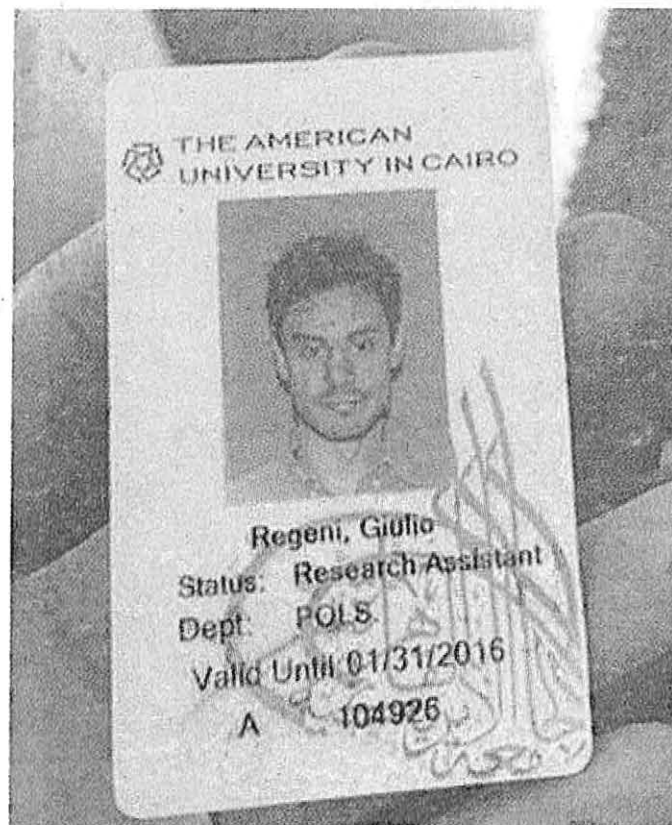 THE AMERICAN
UNIVERSITY IN CAIRO
Regeni, Giulio
Status: Research Assistant
Dept: POLS.
Valid Until 01/31/2016
A 104926